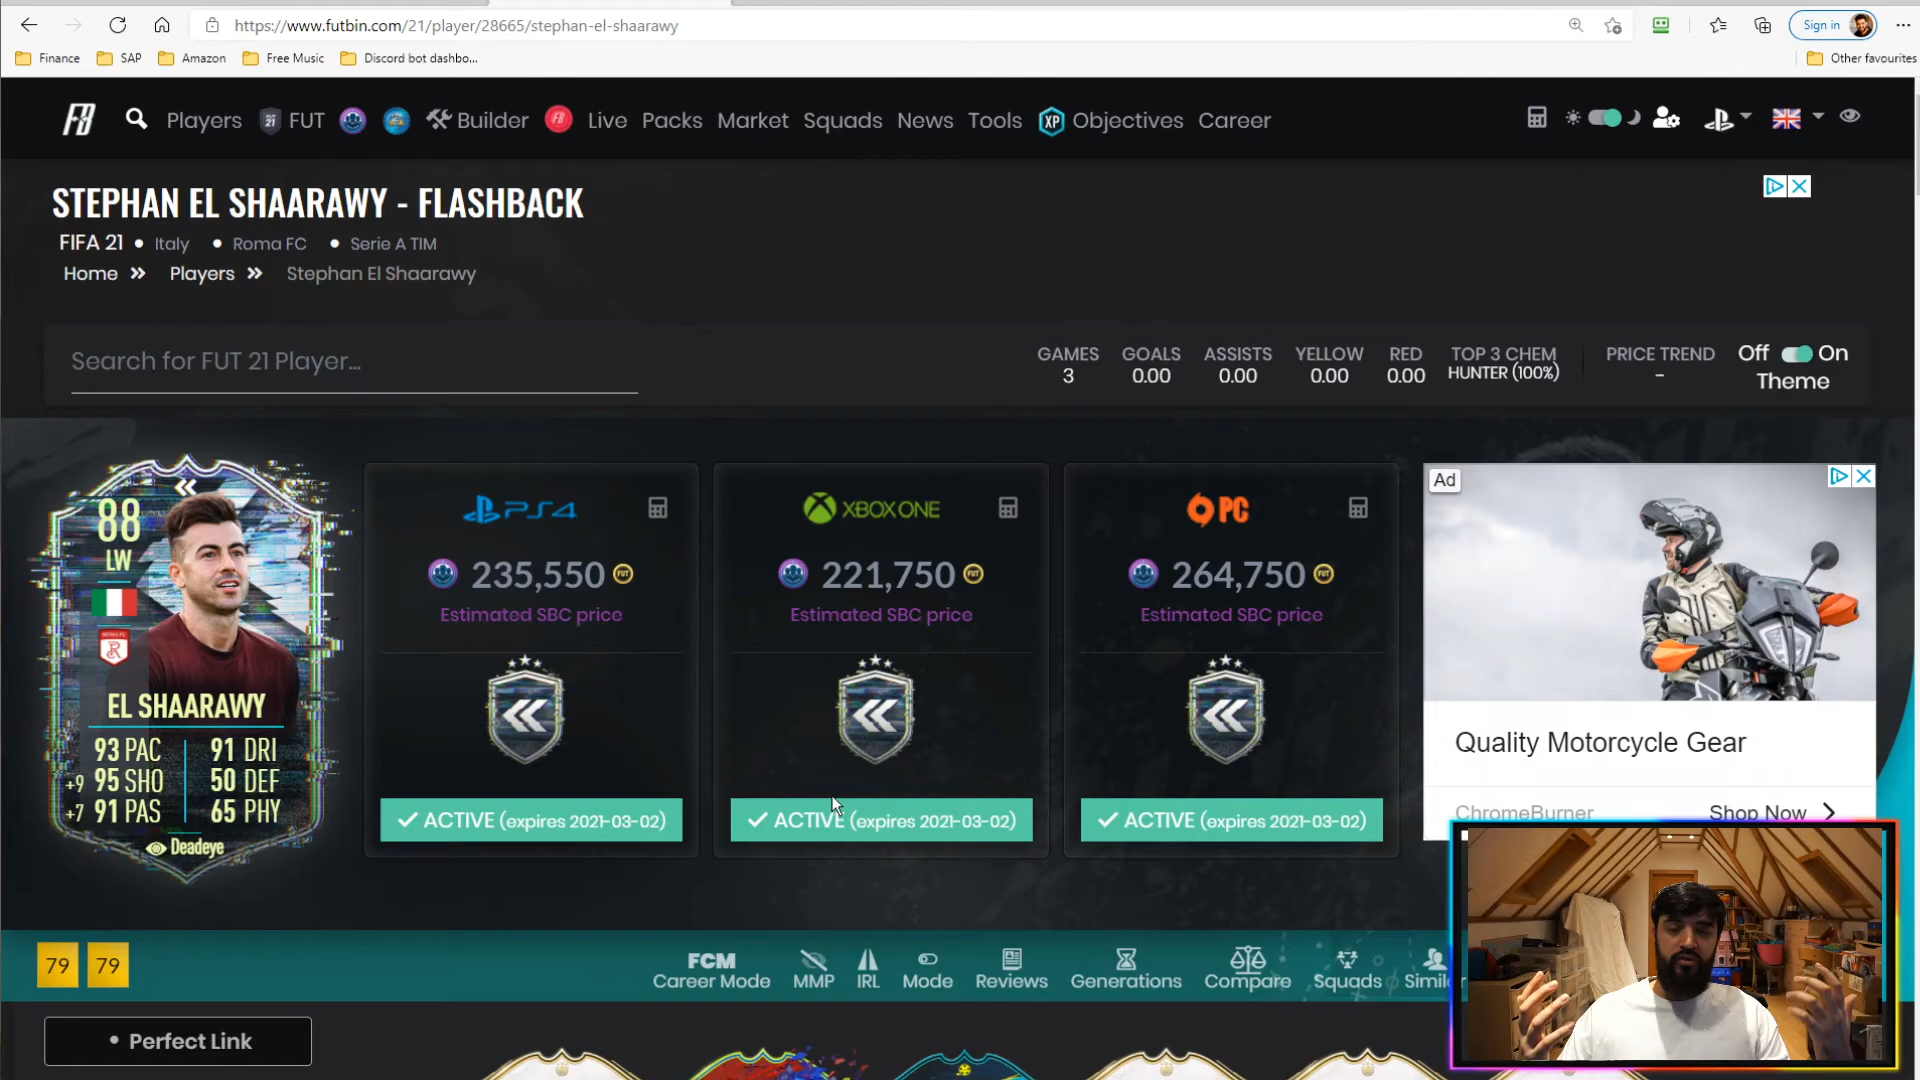 https://www.futbin.com/21/player/28665/stephan-el-shaarawy
Sign in
Finance SAP Amazon Free Music Discord bot dashbo... Other favourites
Players FUT Builder Live Packs Market Squads News Tools XP Objectives Career
STEPHAN EL SHAARAWY - FLASHBACK
FIFA 21 • Italy • Roma FC • Serie A TIM
Home » Players » Stephan El Shaarawy
Search for FUT 21 Player...
GAMES GOALS ASSISTS YELLOW RED TOP 3 CHEM PRICE TREND Off On
3 0.00 0.00 0.00 0.00 HUNTER (100%) - Theme
88
LW
EL SHAARAWY
93 PAC 91 DRI
+9 95 SHO 50 DEF
+7 91 PAS 65 PHY
Deadeye
PS4
235,550
Estimated SBC price
ACTIVE (expires 2021-03-02)
XBOX ONE
221,750
Estimated SBC price
ACTIVE (expires 2021-03-02)
PC
264,750
Estimated SBC price
ACTIVE (expires 2021-03-02)
Ad
Quality Motorcycle Gear
ChromeBurner Shop Now
79 79
FCM
Career Mode MMP IRL Mode Reviews Generations Compare Squads Simil
• Perfect Link